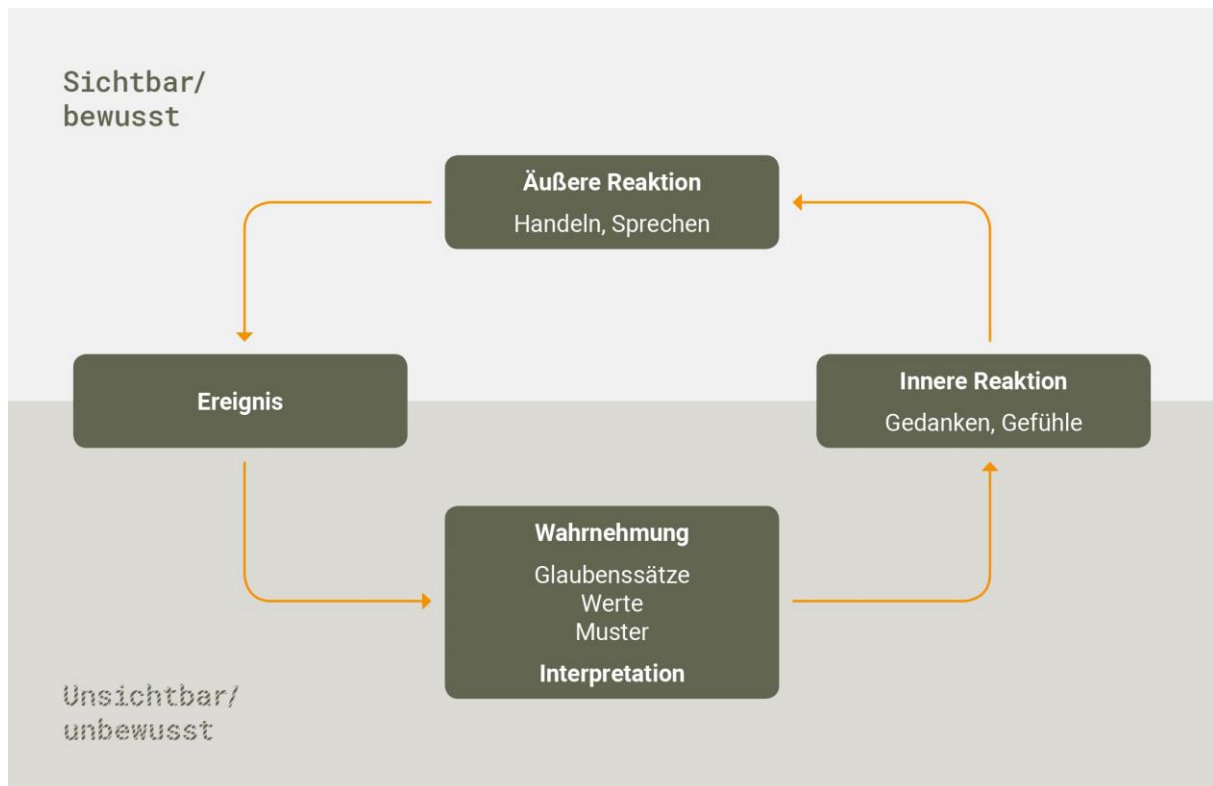 Sichtbar/
bewusst
Äußere Reaktion
Handeln, Sprechen
Ereignis
Innere Reaktion
Gedanken, Gefühle
Wahrnehmung
Glaubenssätze
Werte
Muster
Interpretation
Unsichtbar/
unbewusst